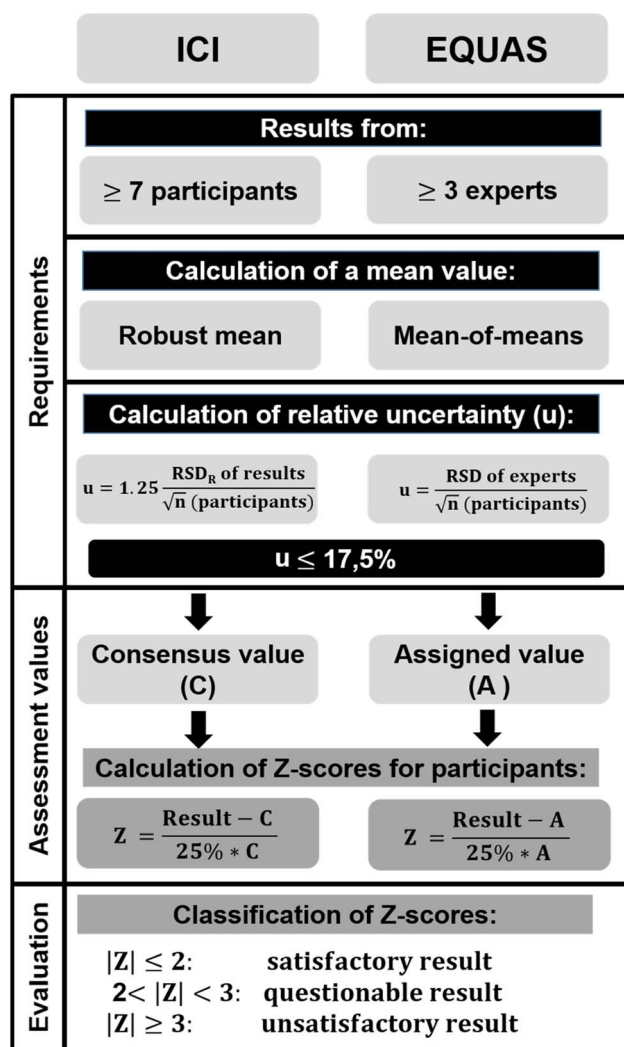 ICI EQUAS
Requirements
Results from:
≥ 7 participants ≥ 3 experts
Calculation of a mean value:
Robust mean Mean-of-means
Calculation of relative uncertainty (u):
u = 1.25 RSD_R of results / √n (participants) u = RSD of experts / √n (participants)
u ≤ 17,5%
Assessment values
Consensus value Assigned value
(C) (A )
Calculation of Z-scores for participants:
Z = Result − C / 25% * C Z = Result − A / 25% * A
Evaluation
Classification of Z-scores:
|Z| ≤ 2: satisfactory result
2< |Z| < 3: questionable result
|Z| ≥ 3: unsatisfactory result